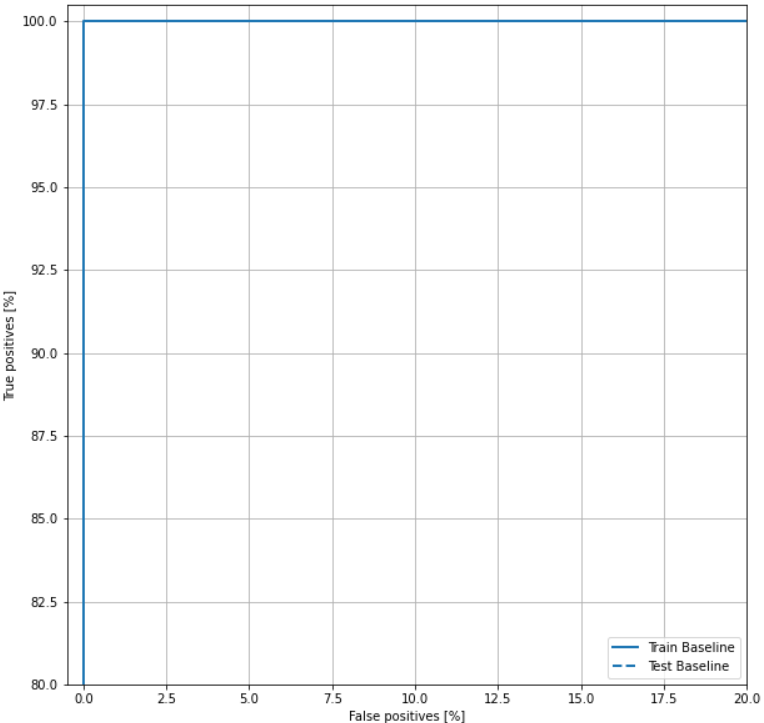 100.0
97.5
95.0
92.5
90.0
87.5
85.0
82.5
80.0
True positives [%]
0.0 2.5 5.0 7.5 10.0 12.5 15.0 17.5 20.0
False positives [%]
Train Baseline
Test Baseline